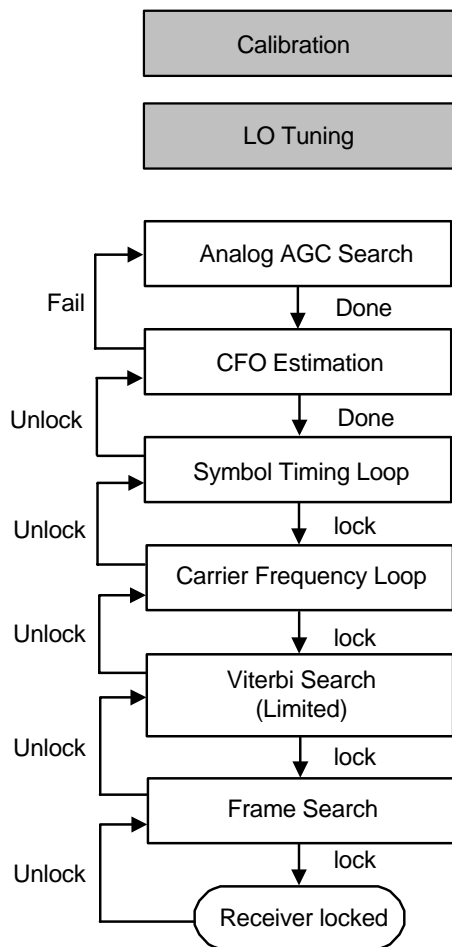 Calibration
LO Tuning
Analog AGC Search
Fail
Done
CFO Estimation
Unlock
Done
Symbol Timing Loop
Unlock
lock
Carrier Frequency Loop
Unlock
lock
Viterbi Search
(Limited)
Unlock
lock
Frame Search
Unlock
lock
Receiver locked